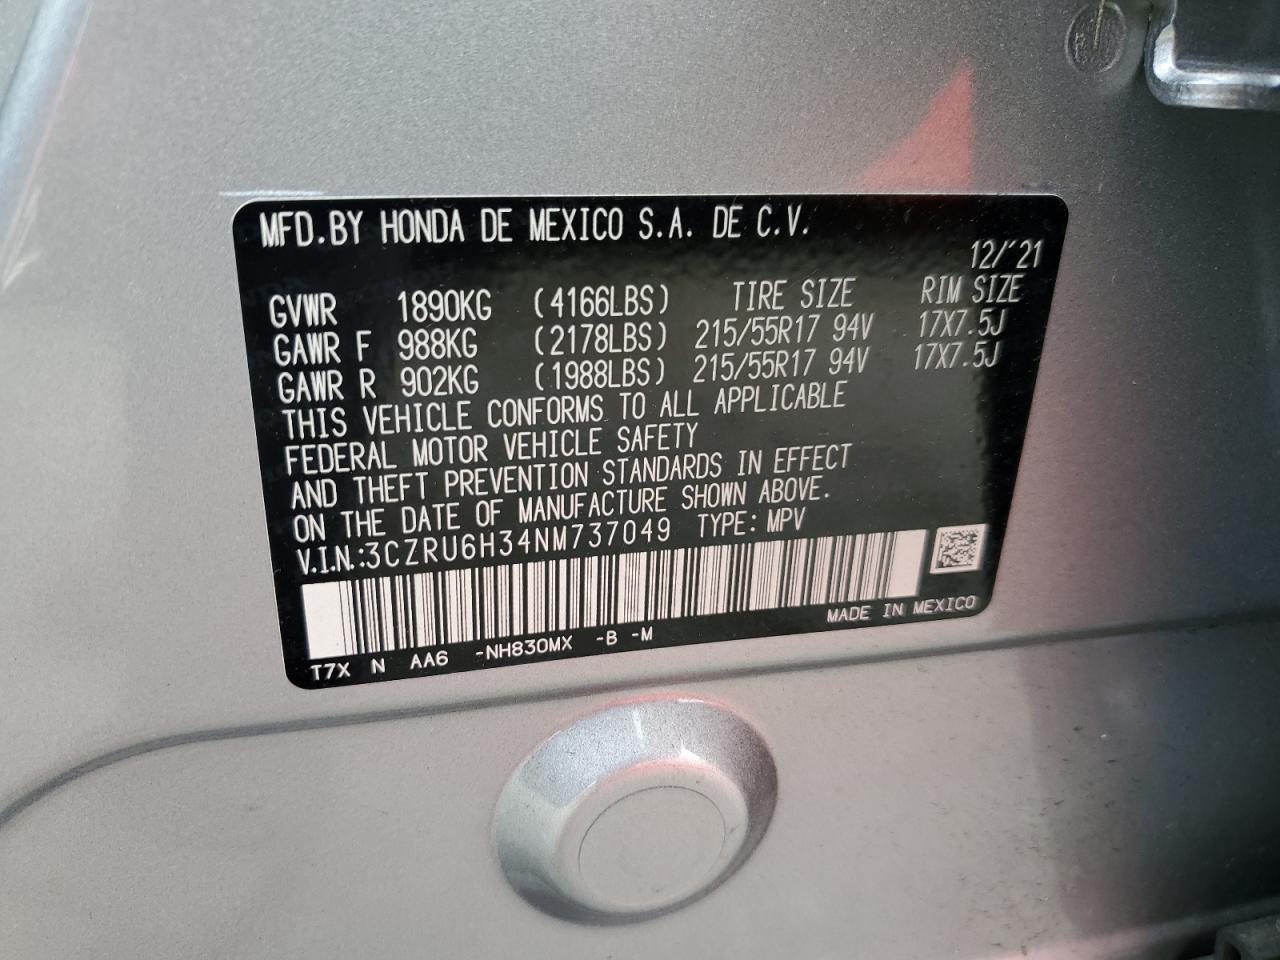 MFD.BY HONDA DE MEXICO S.A. DE C.V.
12/'21
GVWR 1890KG (4166LBS) TIRE SIZE RIM SIZE
GAWR F 988KG (2178LBS) 215/55R17 94V 17X7.5J
GAWR R 902KG (1988LBS) 215/55R17 94V 17X7.5J
THIS VEHICLE CONFORMS TO ALL APPLICABLE
FEDERAL MOTOR VEHICLE SAFETY
AND THEFT PREVENTION STANDARDS IN EFFECT
ON THE DATE OF MANUFACTURE SHOWN ABOVE.
V.I.N.:3CZRU6H34NM737049 TYPE: MPV
MADE IN MEXICO
T7X N AA6 -NH830MX -B -M